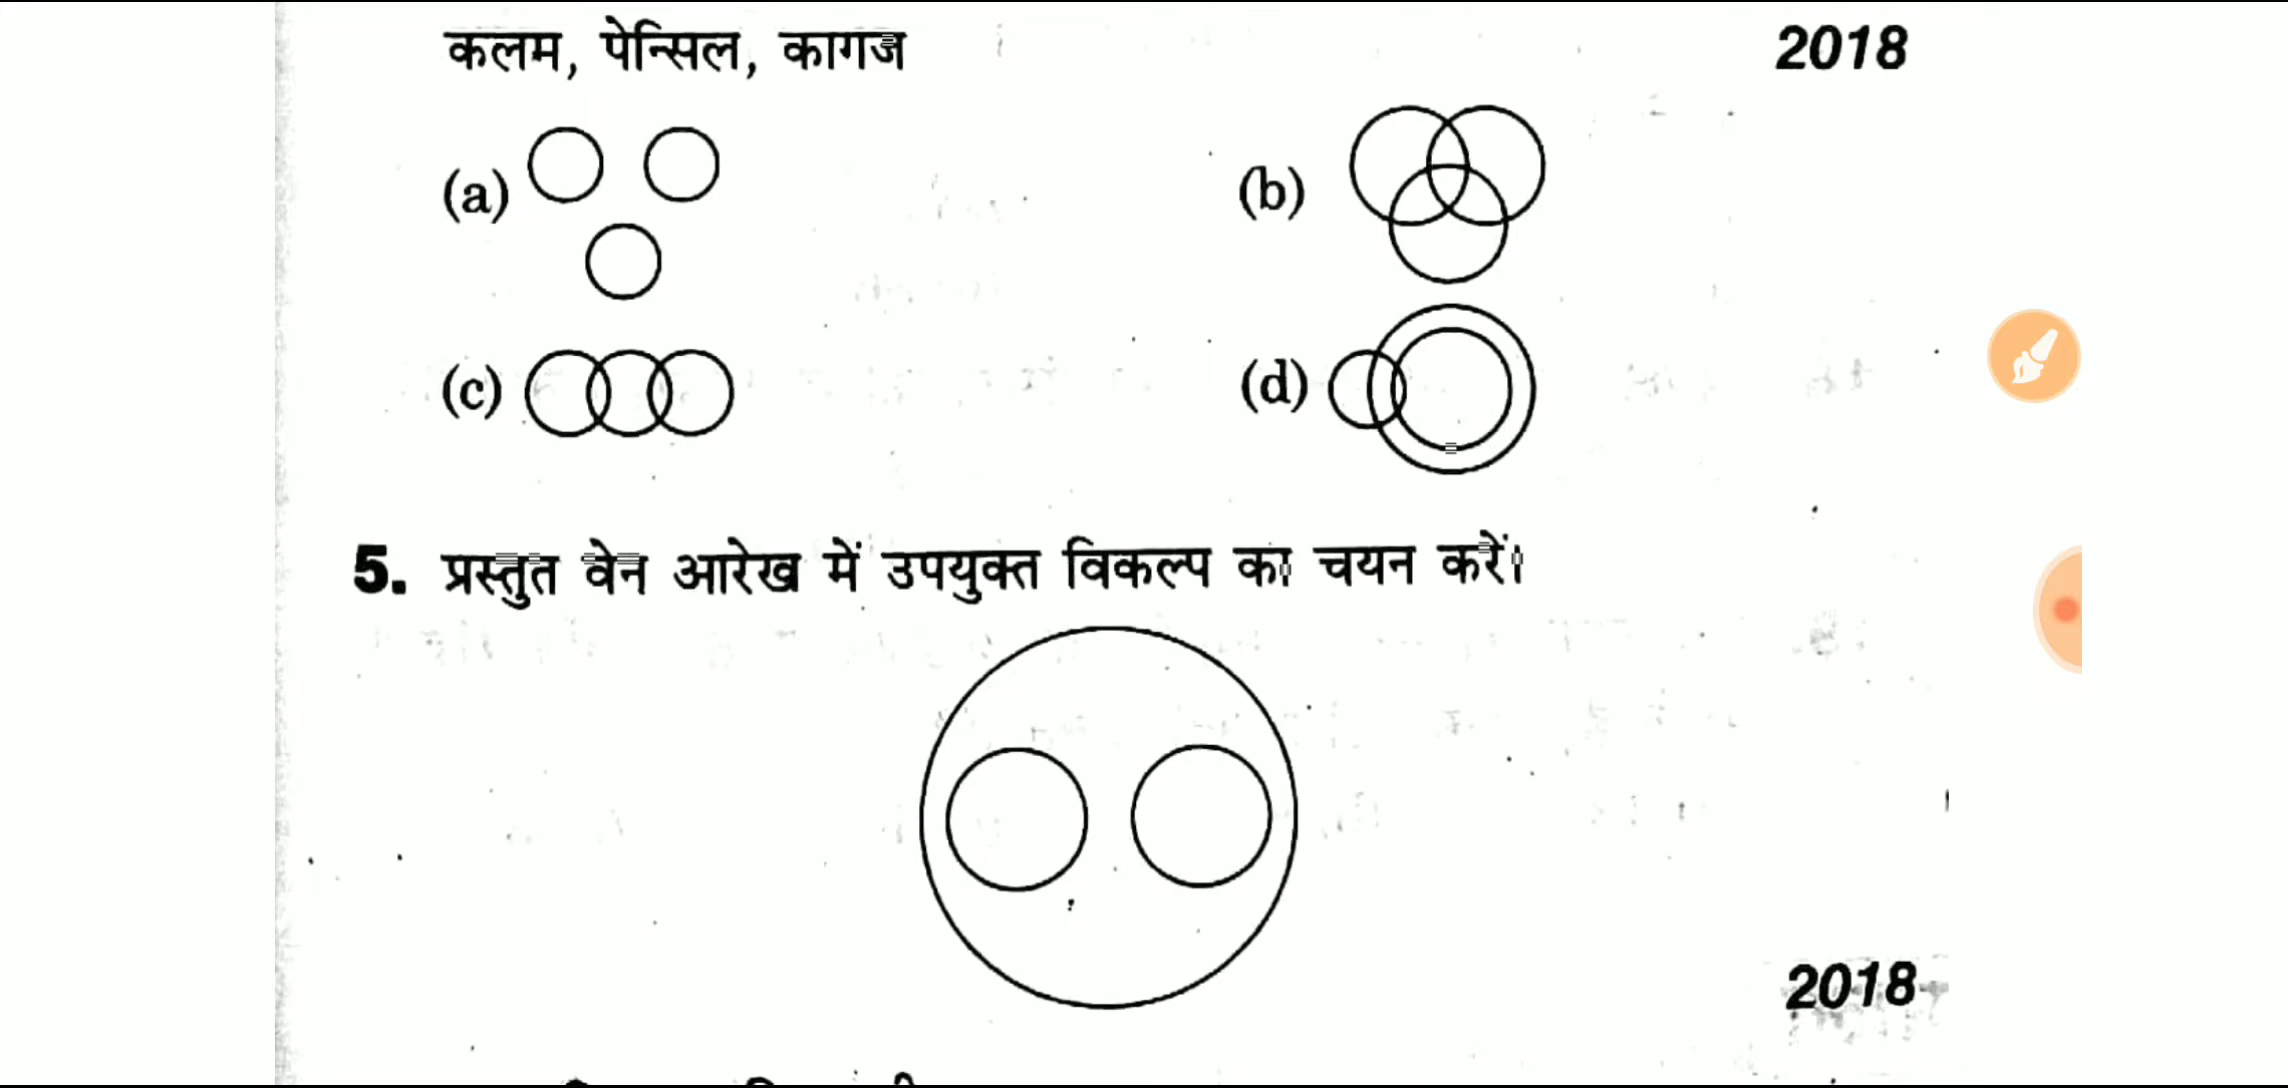 कलम, पेन्सिल, कागज 2018
(a) (b)
(c) (d)
5. प्रस्तुत वेन आरेख में उपयुक्त विकल्प का चयन करें।
2018